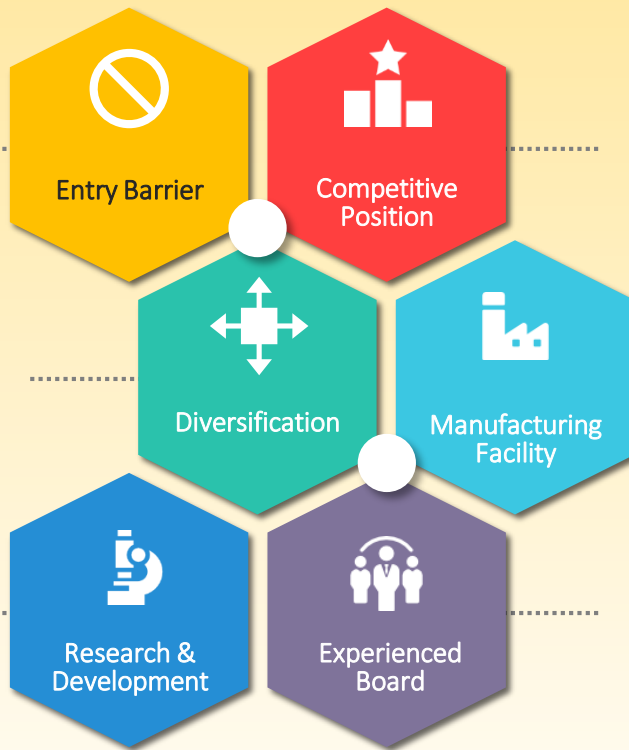 Entry Barrier
Competitive
Position
Diversification
Manufacturing
Facility
Research &
Development
Experienced
Board